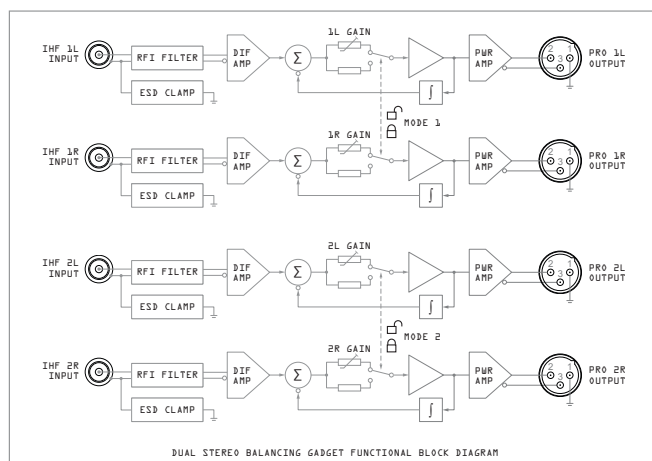 1L GAIN
IHF 1L
INPUT
RFI FILTER
DIF
AMP
Σ
PWR
AMP
2 1
3
PRO 1L
OUTPUT
ESD CLAMP
∫
MODE 1
1R GAIN
IHF 1R
INPUT
RFI FILTER
DIF
AMP
Σ
PWR
AMP
2 1
3
PRO 1R
OUTPUT
ESD CLAMP
∫
2L GAIN
IHF 2L
INPUT
RFI FILTER
DIF
AMP
Σ
PWR
AMP
2 1
3
PRO 2L
OUTPUT
ESD CLAMP
∫
MODE 2
2R GAIN
IHF 2R
INPUT
RFI FILTER
DIF
AMP
Σ
PWR
AMP
2 1
3
PRO 2R
OUTPUT
ESD CLAMP
∫
DUAL STEREO BALANCING GADGET FUNCTIONAL BLOCK DIAGRAM